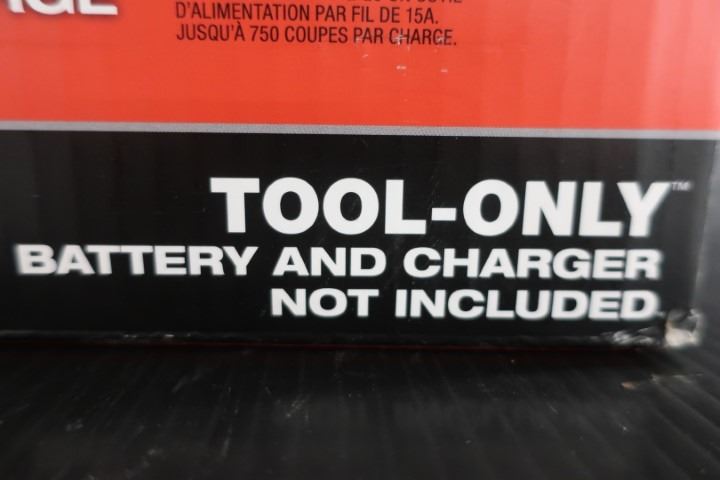 D'ALIMENTATION PAR FIL DE 15A.
JUSQU'À 750 COUPES PAR CHARGE.
TOOL-ONLY™
BATTERY AND CHARGER
NOT INCLUDED